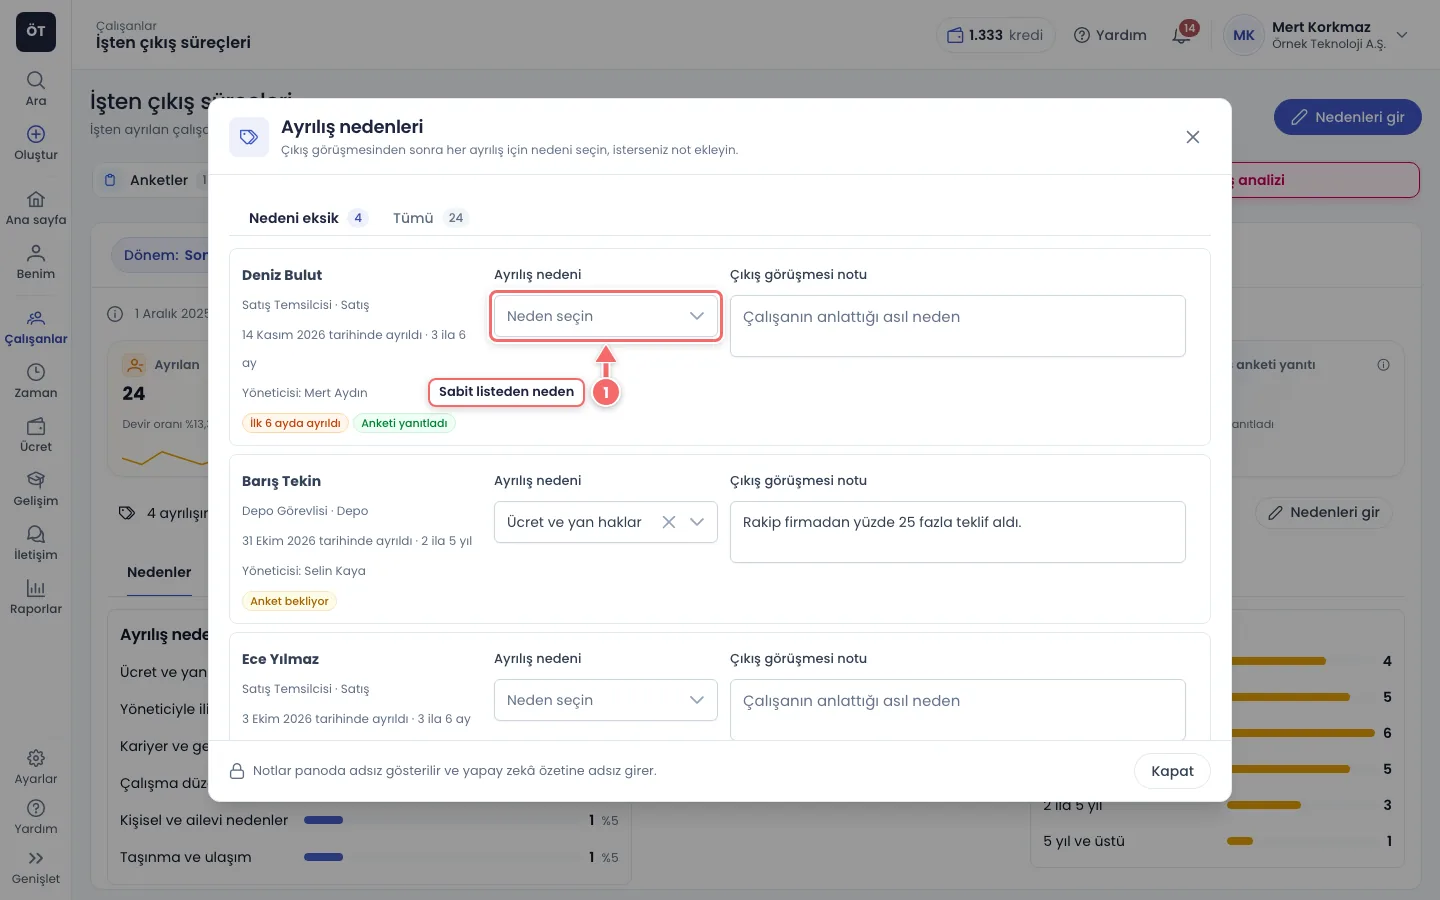 ÖT
Ara
Oluştur
Ana sayfa
Benim
Çalışanlar
Zaman
Ücret
Gelişim
İletişim
Raporlar
Ayarlar
Yardım
Genişlet
Çalışanlar
İşten çıkış süreçleri
1.333 kredi
Yardım
14
MK
Mert Korkmaz
Örnek Teknoloji A.Ş.
İşten çıkış süreçleri
İşten ayrılan çalışa
Nedenleri gir
Anketler 1
ş analizi
Dönem: Son
1 Aralık 2025
Ayrılan
24
Devir oranı %13,
anketi yanıtı
anıtladı
4 ayrılışın
Nedenleri gir
Nedenler
Ayrılış nede
Ücret ve yan
Yöneticiyle ili
Kariyer ve ge
Çalışma düz
Kişisel ve ailevi nedenler 1 %5
Taşınma ve ulaşım 1 %5
4
5
6
5
2 ila 5 yıl 3
5 yıl ve üstü 1
Ayrılış nedenleri
Çıkış görüşmesinden sonra her ayrılış için nedeni seçin, isterseniz not ekleyin.
Nedeni eksik 4 Tümü 24
Deniz Bulut
Satış Temsilcisi · Satış
14 Kasım 2026 tarihinde ayrıldı · 3 ila 6
ay
Yöneticisi: Mert Aydın
İlk 6 ayda ayrıldı Anketi yanıtladı
Ayrılış nedeni
Neden seçin
Sabit listeden neden
1
Çıkış görüşmesi notu
Çalışanın anlattığı asıl neden
Barış Tekin
Depo Görevlisi · Depo
31 Ekim 2026 tarihinde ayrıldı · 2 ila 5 yıl
Yöneticisi: Selin Kaya
Anket bekliyor
Ayrılış nedeni
Ücret ve yan haklar
Çıkış görüşmesi notu
Rakip firmadan yüzde 25 fazla teklif aldı.
Ece Yılmaz
Satış Temsilcisi · Satış
3 Ekim 2026 tarihinde ayrıldı · 3 ila 6 ay
Ayrılış nedeni
Neden seçin
Çıkış görüşmesi notu
Çalışanın anlattığı asıl neden
Notlar panoda adsız gösterilir ve yapay zekâ özetine adsız girer.
Kapat